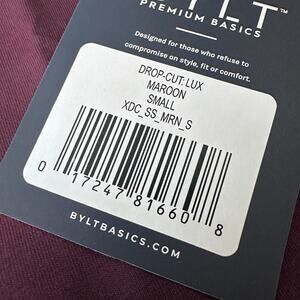 YLT™
PREMIUM BASICS
Designed for those who refuse to
compromise on style, fit or comfort.
DROP-CUT: LUX
MAROON
SMALL
XDC_SS_MRN_S
0 17247 81660 8
BYLTBASICS.COM